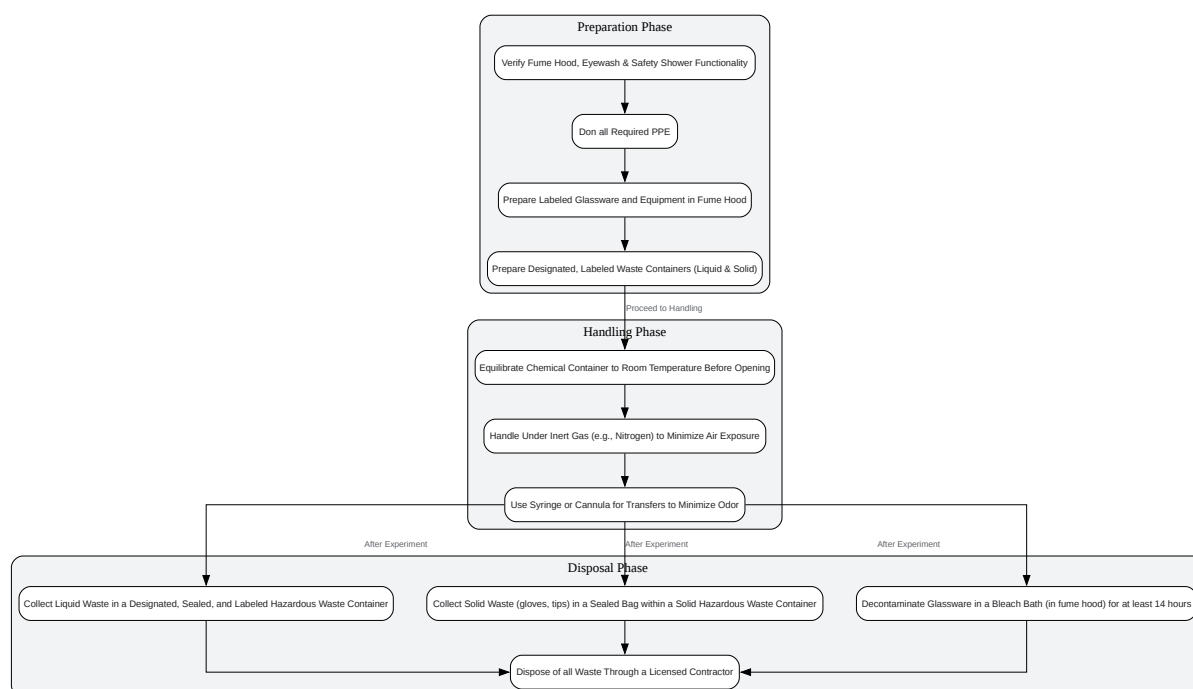 Preparation Phase
Verify Fume Hood, Eyewash & Safety Shower Functionality
Don all Required PPE
Prepare Labeled Glassware and Equipment in Fume Hood
Prepare Designated, Labeled Waste Containers (Liquid & Solid)
Proceed to Handling
Handling Phase
Equilibrate Chemical Container to Room Temperature Before Opening
Handle Under Inert Gas (e.g., Nitrogen) to Minimize Air Exposure
Use Syringe or Cannula for Transfers to Minimize Odor
After Experiment
After Experiment
After Experiment
Disposal Phase
Collect Liquid Waste in a Designated, Sealed, and Labeled Hazardous Waste Container
Collect Solid Waste (gloves, tips) in a Sealed Bag within a Solid Hazardous Waste Container
Decontaminate Glassware in a Bleach Bath (in fume hood) for at least 14 hours
Dispose of all Waste Through a Licensed Contractor